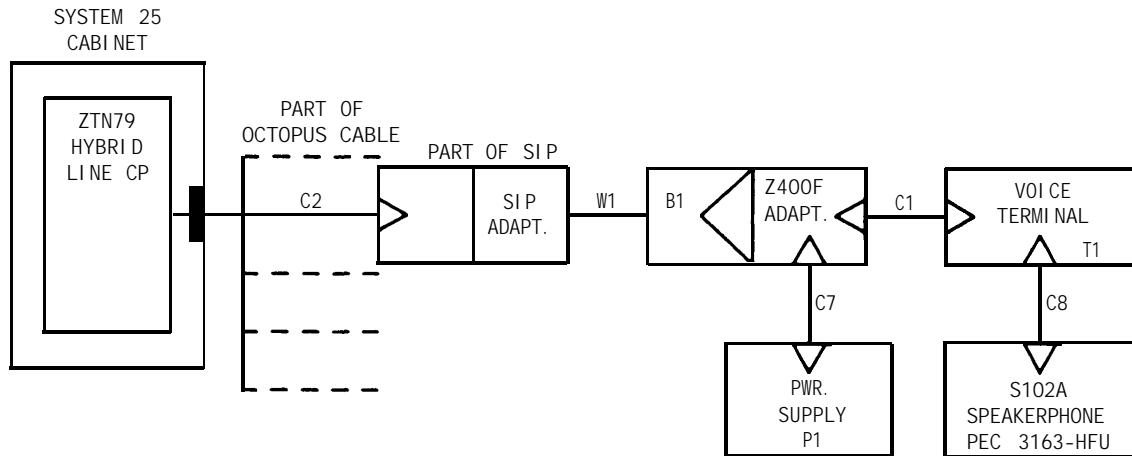 SYSTEM 25
CABINET
ZTN79
HYBRID
LINE CP
PART OF
OCTOPUS CABLE
C2
PART OF SIP
SIP
ADAPT.
W1
B1
Z400F
ADAPT.
C1
VOICE
TERMINAL
T1
C7
C8
PWR.
SUPPLY
P1
S102A
SPEAKERPHONE
PEC 3163-HFU